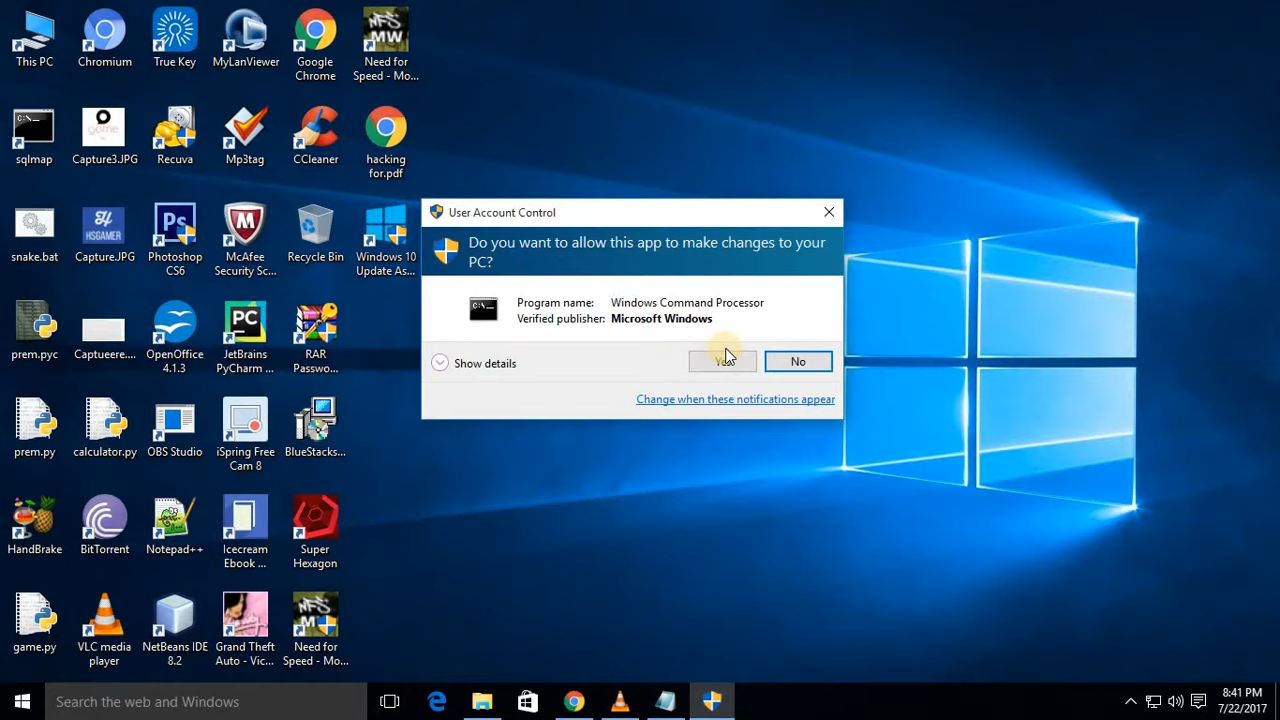 This PC
Chromium
True Key
MyLanViewer
Google
Chrome
Need for
Speed - Mo...
sqlmap
Capture3.JPG
Recuva
Mp3tag
CCleaner
hacking
for.pdf
snake.bat
HSGAMER
Capture.JPG
Photoshop
CS6
McAfee
Security Sc...
Recycle Bin
Windows 10
Update As...
prem.pyc
Captueere....
OpenOffice
4.1.3
JetBrains
PyCharm ...
RAR
Passwo...
prem.py
calculator.py
OBS Studio
iSpring Free
Cam 8
BlueStacks...
HandBrake
BitTorrent
Notepad++
Icecream
Ebook ...
Super
Hexagon
game.py
VLC media
player
NetBeans IDE
8.2
Grand Theft
Auto - Vic...
Need for
Speed - Mo...
User Account Control
Do you want to allow this app to make changes to your
PC?
Program name: Windows Command Processor
Verified publisher: Microsoft Windows
Show details
Yes
No
Change when these notifications appear
Search the web and Windows
8:41 PM
7/22/2017